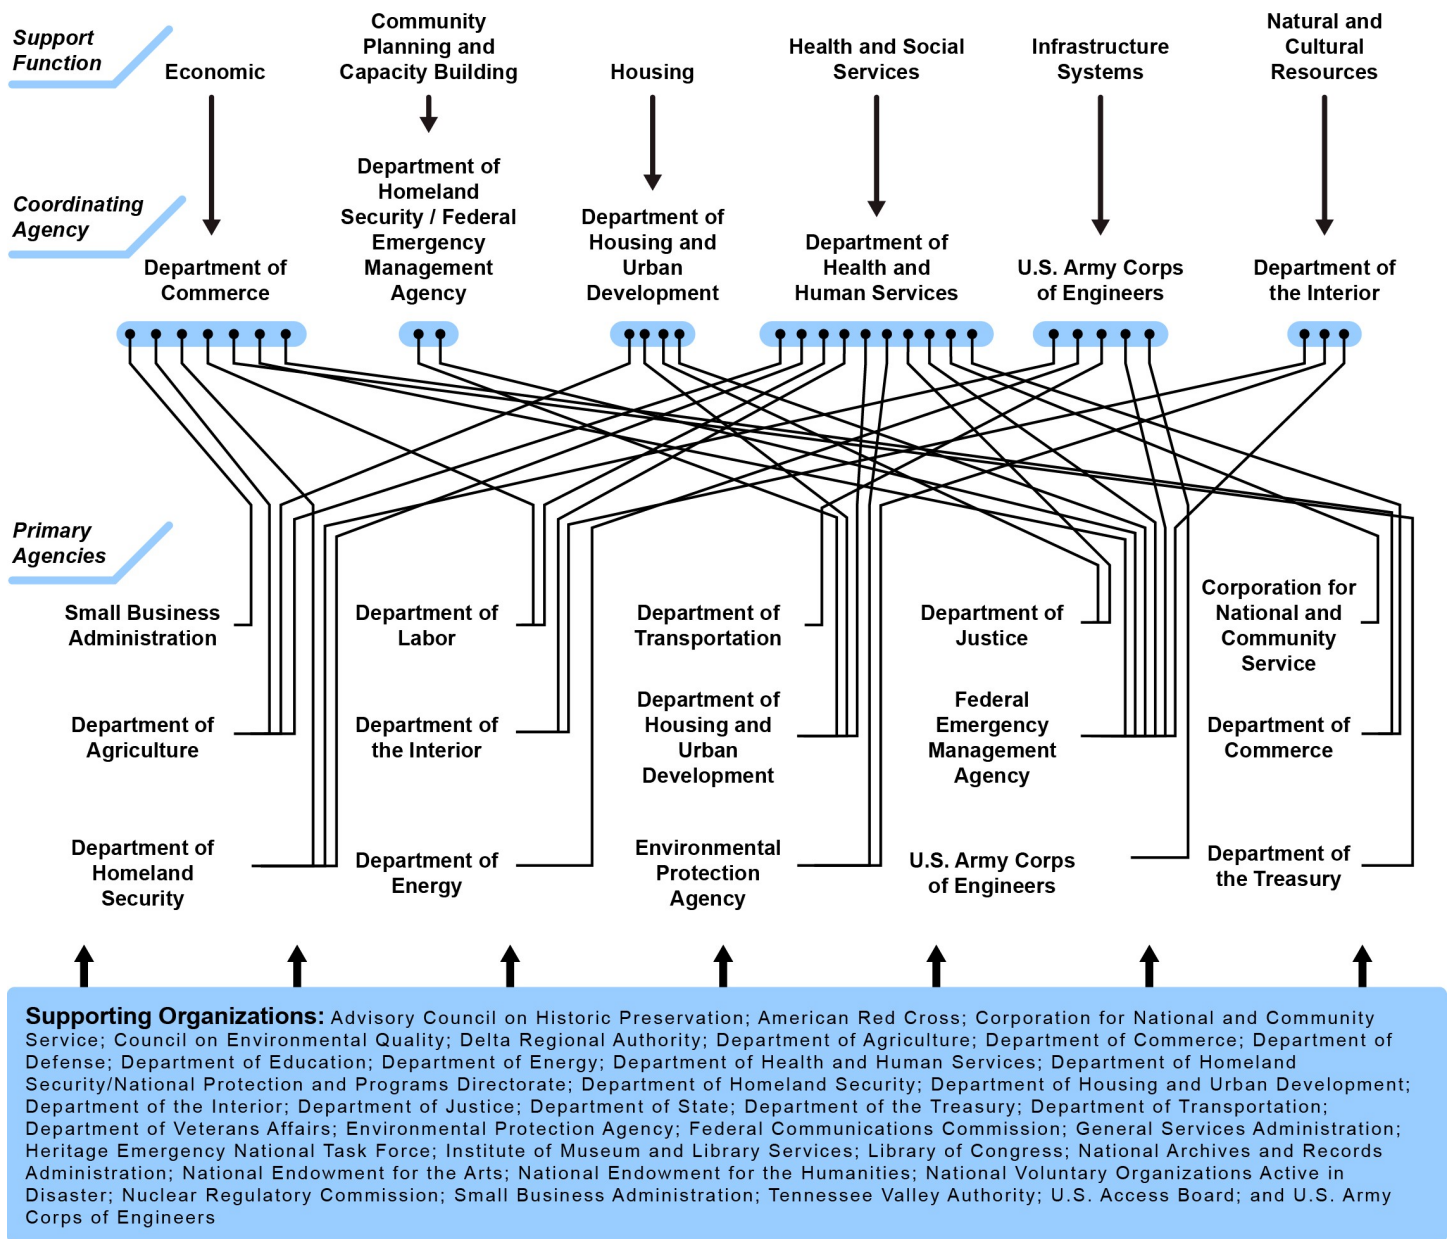 Support
Function
Economic
Community
Planning and
Capacity Building
Housing
Health and Social
Services
Infrastructure
Systems
Natural and
Cultural
Resources
Coordinating
Agency
Department of
Commerce
Department of
Homeland
Security / Federal
Emergency
Management
Agency
Department of
Housing and
Urban
Development
Department of
Health and
Human Services
U.S. Army Corps
of Engineers
Department of
the Interior
Primary
Agencies
Small Business
Administration
Department of
Labor
Department of
Transportation
Department of
Justice
Corporation for
National and
Community
Service
Department of
Agriculture
Department of
the Interior
Department of
Housing and
Urban
Development
Federal
Emergency
Management
Agency
Department of
Commerce
Department of
Homeland
Security
Department of
Energy
Environmental
Protection
Agency
U.S. Army Corps
of Engineers
Department of
the Treasury
Supporting Organizations: Advisory Council on Historic Preservation; American Red Cross; Corporation for National and Community
Service; Council on Environmental Quality; Delta Regional Authority; Department of Agriculture; Department of Commerce; Department of
Defense; Department of Education; Department of Energy; Department of Health and Human Services; Department of Homeland
Security/National Protection and Programs Directorate; Department of Homeland Security; Department of Housing and Urban Development;
Department of the Interior; Department of Justice; Department of State; Department of the Treasury; Department of Transportation;
Department of Veterans Affairs; Environmental Protection Agency; Federal Communications Commission; General Services Administration;
Heritage Emergency National Task Force; Institute of Museum and Library Services; Library of Congress; National Archives and Records
Administration; National Endowment for the Arts; National Endowment for the Humanities; National Voluntary Organizations Active in
Disaster; Nuclear Regulatory Commission; Small Business Administration; Tennessee Valley Authority; U.S. Access Board; and U.S. Army
Corps of Engineers